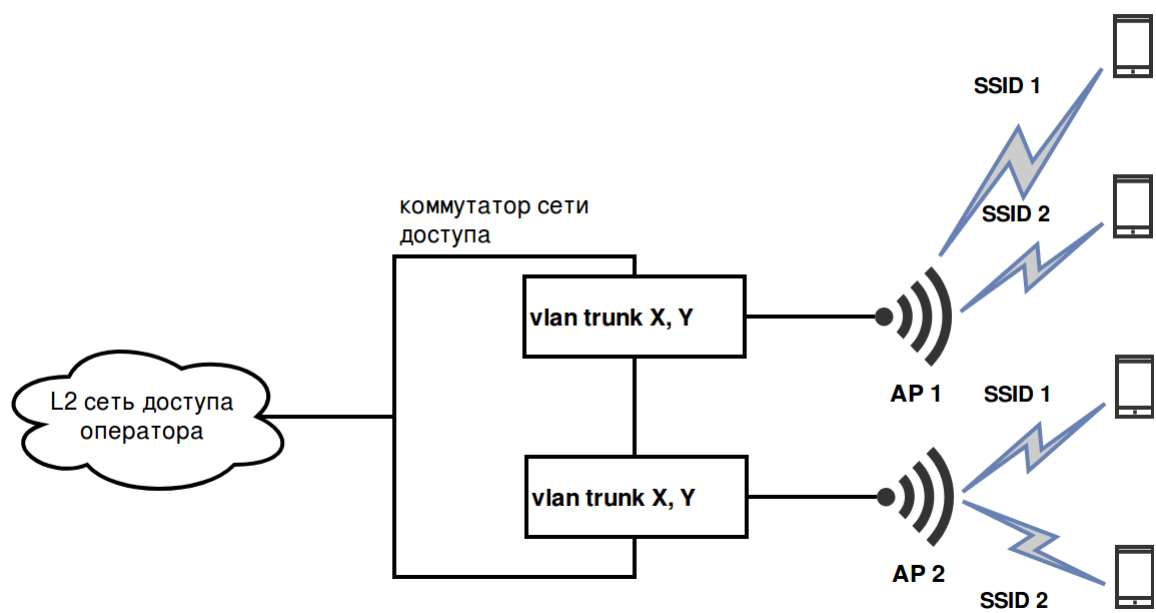 SSID 1
SSID 2
коммутатор сети
доступа
vlan trunk X, Y
AP 1
L2 сеть доступа
оператора
SSID 1
vlan trunk X, Y
AP 2
SSID 2